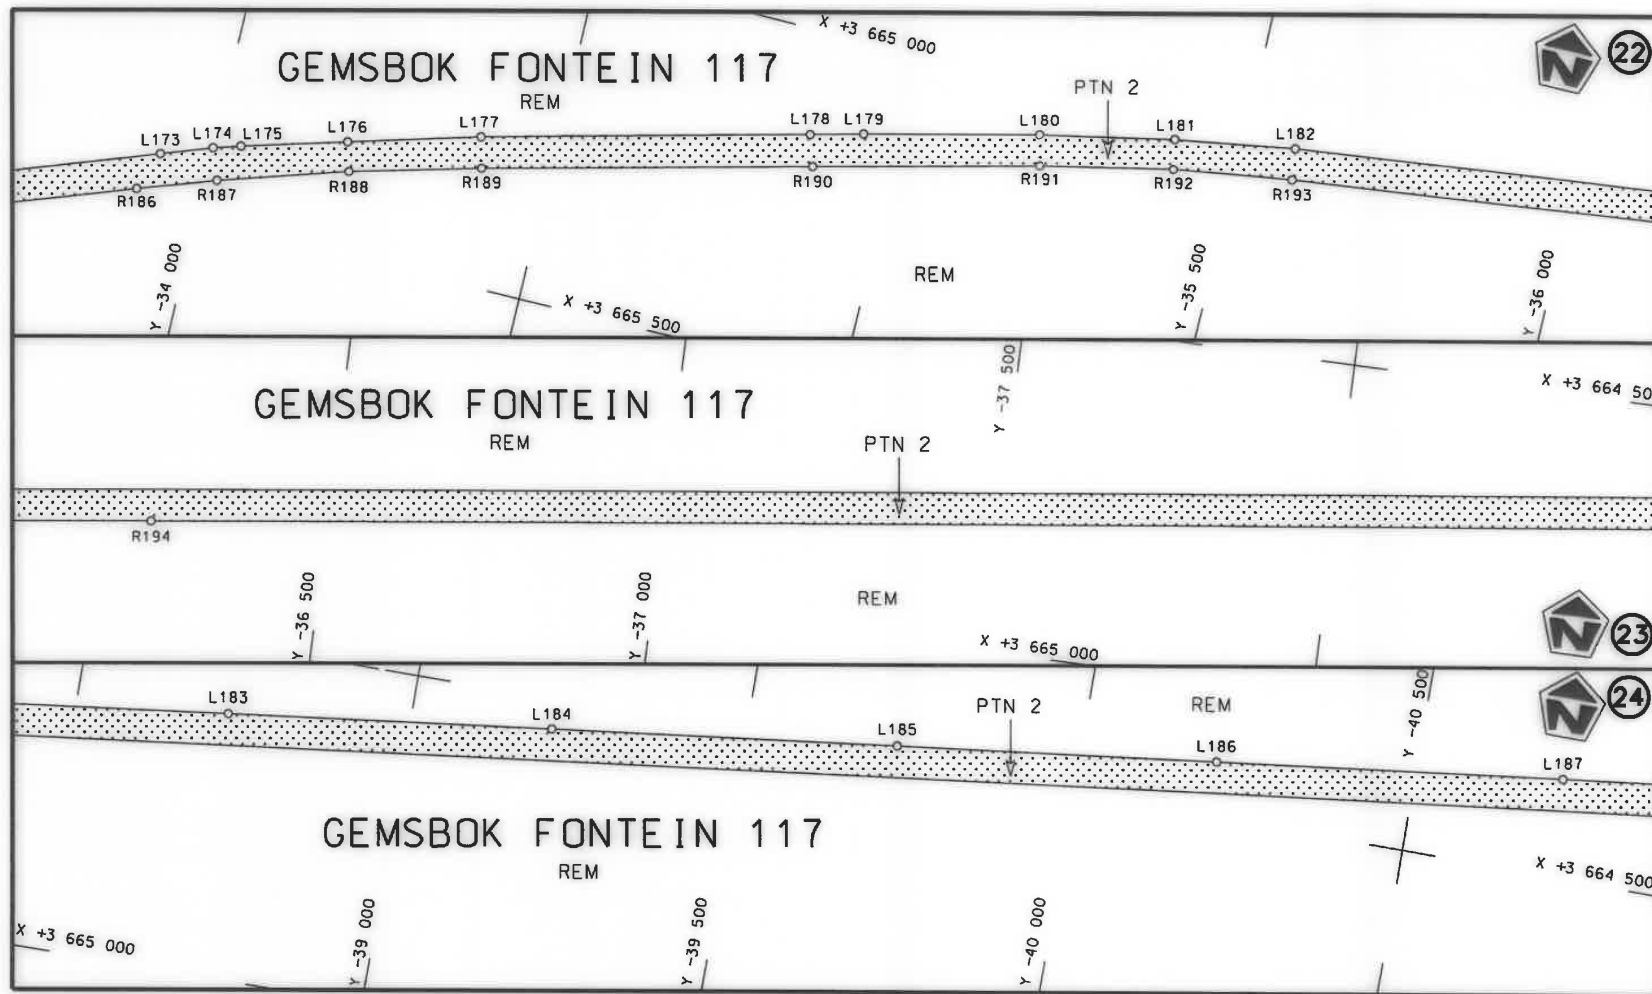 X +3 665 000
GEMSBOK FONTEIN 117
REM
PTN 2
N
22
L173
L174
L175
L176
L177
L178
L179
L180
L181
L182
R186
R187
R188
R189
R190
R191
R192
R193
Y -34 000
X +3 665 500
REM
Y -35 500
Y -36 000
GEMSBOK FONTEIN 117
REM
PTN 2
Y -37 500
X +3 664 50
R194
Y -36 500
Y -37 000
REM
X +3 665 000
N
23
L183
L184
L185
PTN 2
REM
L186
Y -40 500
N
24
L187
GEMSBOK FONTEIN 117
REM
X +3 665 000
Y -39 000
Y -39 500
Y -40 000
X +3 664 500